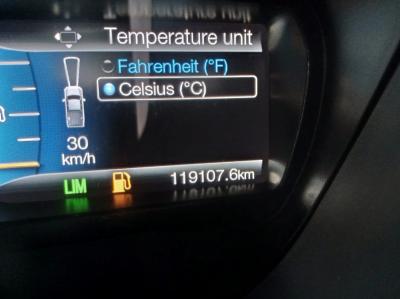 Temperature unit
Fahrenheit (°F)
Celsius (°C)
30
km/h
LIM
119107.6km